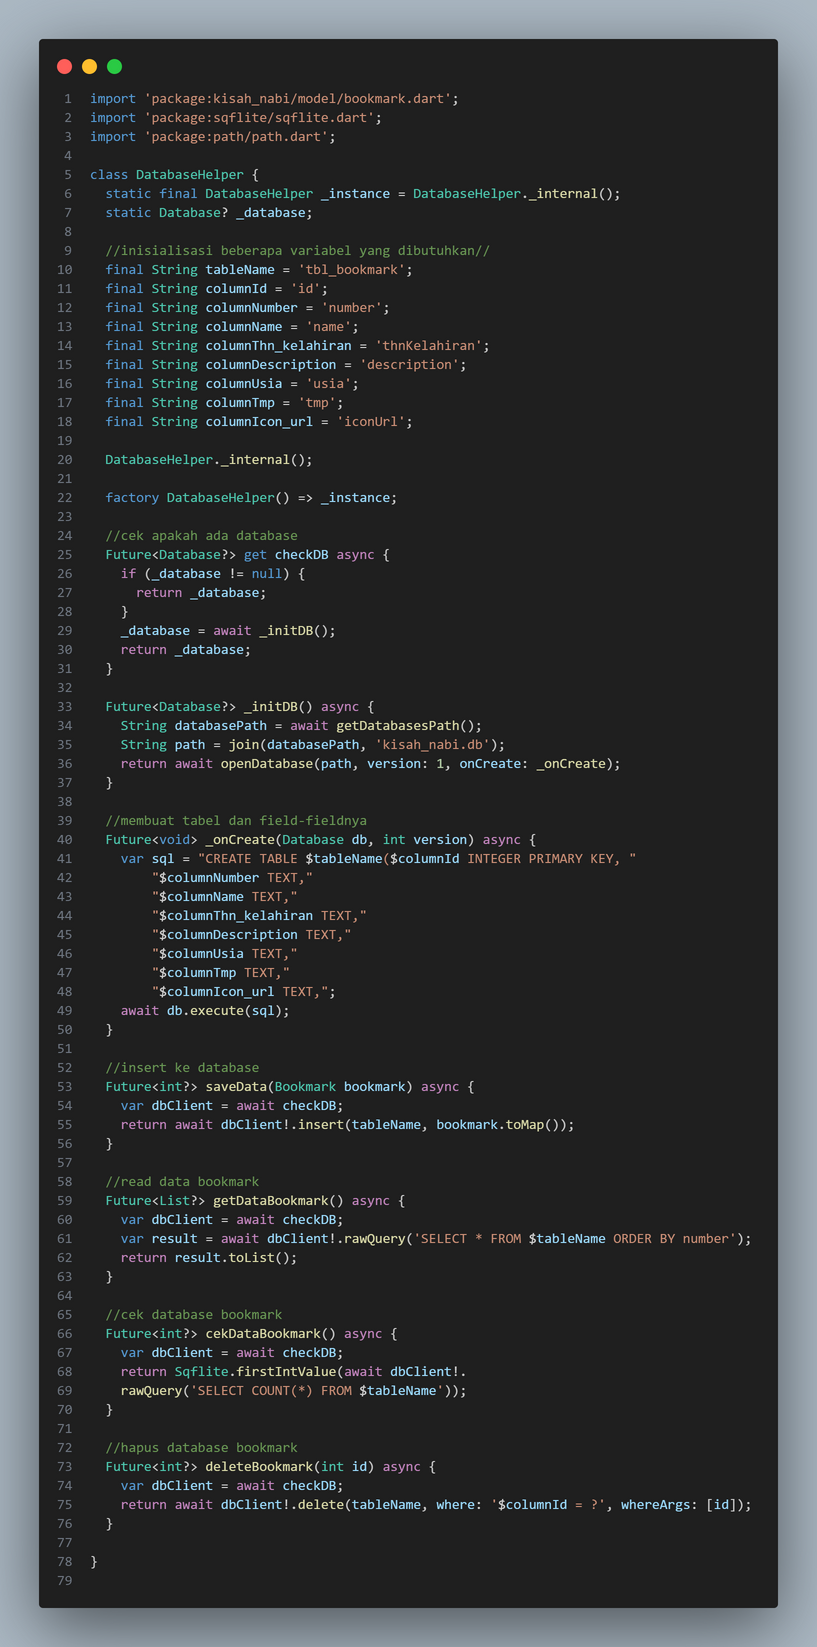 1 import 'package:kisah_nabi/model/bookmark.dart';
2 import 'package:sqflite/sqflite.dart';
3 import 'package:path/path.dart';
4
5 class DatabaseHelper {
6   static final DatabaseHelper _instance = DatabaseHelper._internal();
7   static Database? _database;
8
9   //inisialisasi beberapa variabel yang dibutuhkan//
10   final String tableName = 'tbl_bookmark';
11   final String columnId = 'id';
12   final String columnNumber = 'number';
13   final String columnName = 'name';
14   final String columnThn_kelahiran = 'thnKelahiran';
15   final String columnDescription = 'description';
16   final String columnUsia = 'usia';
17   final String columnTmp = 'tmp';
18   final String columnIcon_url = 'iconUrl';
19
20   DatabaseHelper._internal();
21
22   factory DatabaseHelper() => _instance;
23
24   //cek apakah ada database
25   Future<Database?> get checkDB async {
26     if (_database != null) {
27       return _database;
28     }
29     _database = await _initDB();
30     return _database;
31   }
32
33   Future<Database?> _initDB() async {
34     String databasePath = await getDatabasesPath();
35     String path = join(databasePath, 'kisah_nabi.db');
36     return await openDatabase(path, version: 1, onCreate: _onCreate);
37   }
38
39   //membuat tabel dan field-fieldnya
40   Future<void> _onCreate(Database db, int version) async {
41     var sql = "CREATE TABLE $tableName($columnId INTEGER PRIMARY KEY, "
42         "$columnNumber TEXT,"
43         "$columnName TEXT,"
44         "$columnThn_kelahiran TEXT,"
45         "$columnDescription TEXT,"
46         "$columnUsia TEXT,"
47         "$columnTmp TEXT,"
48         "$columnIcon_url TEXT,";
49     await db.execute(sql);
50   }
51
52   //insert ke database
53   Future<int?> saveData(Bookmark bookmark) async {
54     var dbClient = await checkDB;
55     return await dbClient!.insert(tableName, bookmark.toMap());
56   }
57
58   //read data bookmark
59   Future<List?> getDataBookmark() async {
60     var dbClient = await checkDB;
61     var result = await dbClient!.rawQuery('SELECT * FROM $tableName ORDER BY number');
62     return result.toList();
63   }
64
65   //cek database bookmark
66   Future<int?> cekDataBookmark() async {
67     var dbClient = await checkDB;
68     return Sqflite.firstIntValue(await dbClient!.
69     rawQuery('SELECT COUNT(*) FROM $tableName'));
70   }
71
72   //hapus database bookmark
73   Future<int?> deleteBookmark(int id) async {
74     var dbClient = await checkDB;
75     return await dbClient!.delete(tableName, where: '$columnId = ?', whereArgs: [id]);
76   }
77
78 }
79